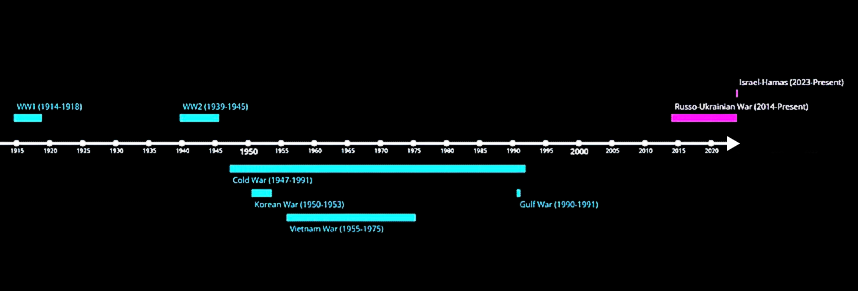 Israel-Hamas (2023-Present)
WW1 (1914-1918)
WW2 (1939-1945)
Russo-Ukrainian War (2014-Present)
1915 1920 1925 1930 1935 1940 1945 1950 1955 1960 1965 1970 1975 1980 1985 1990 1995 2000 2005 2010 2015 2020
Cold War (1947-1991)
Korean War (1950-1953)
Gulf War (1990-1991)
Vietnam War (1955-1975)